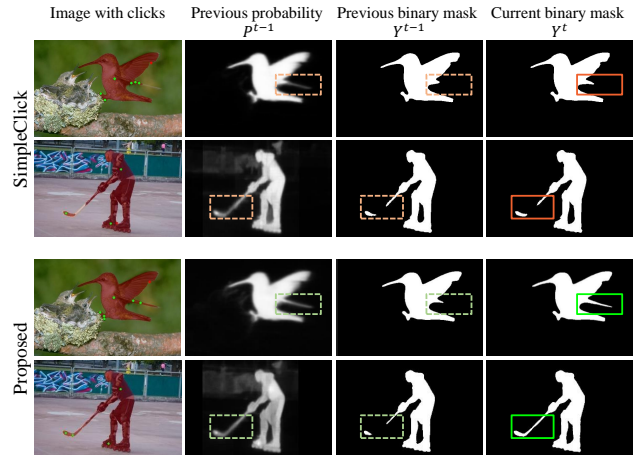 Image with clicks Previous probability Previous binary mask Current binary mask
P^{t-1} Y^{t-1} Y^t
SimpleClick
Proposed